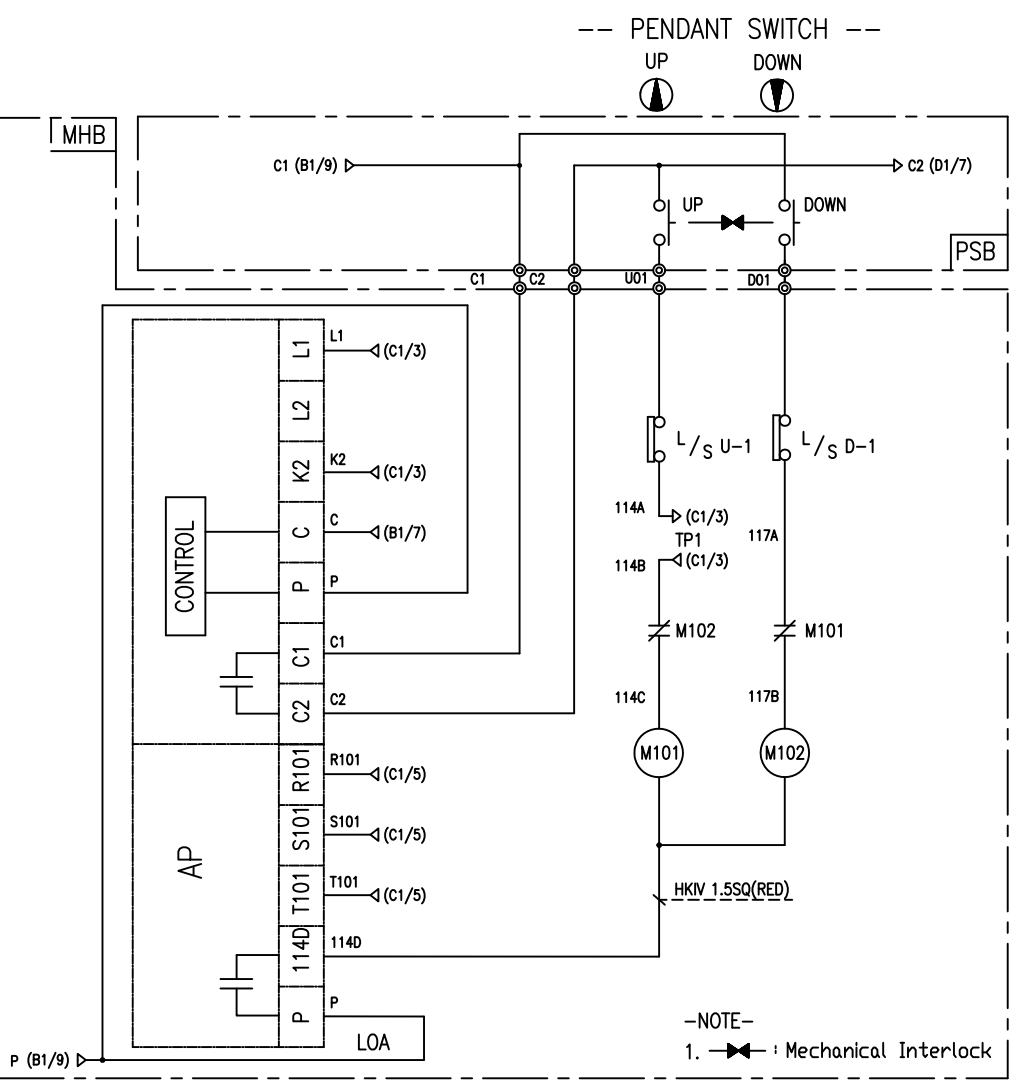 -- PENDANT SWITCH --
UP DOWN
MHB
C1 (B1/9) C2 (D1/7)
UP DOWN
PSB
C1 C2 U01 D01
L1 L1 (C1/3)
L2
L/S U-1 L/S D-1
K2 K2 (C1/3)
114A (C1/3)
CONTROL
C C (B1/7)
TP1 117A
114B (C1/3)
P P
M102 M101
C1 C1
114C 117B
C2 C2
M101 M102
R101 R101 (C1/5)
S101 S101 (C1/5)
AP
T101 T101 (C1/5)
HKIV 1.5SQ(RED)
114D 114D
P P
LOA
P (B1/9)
-NOTE-
1. : Mechanical Interlock